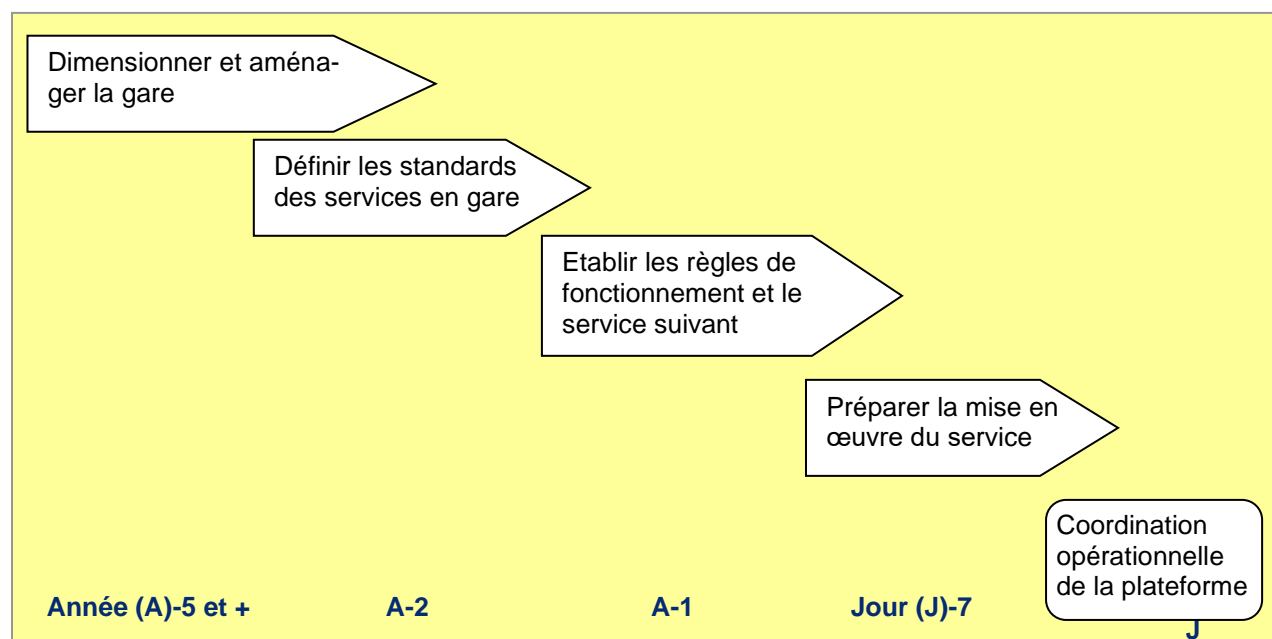 Dimensionner et aména-
ger la gare
Définir les standards
des services en gare
Etablir les règles de
fonctionnement et le
service suivant
Préparer la mise en
œuvre du service
Coordination
opérationnelle
de la plateforme
Année (A)-5 et +
A-2
A-1
Jour (J)-7
J